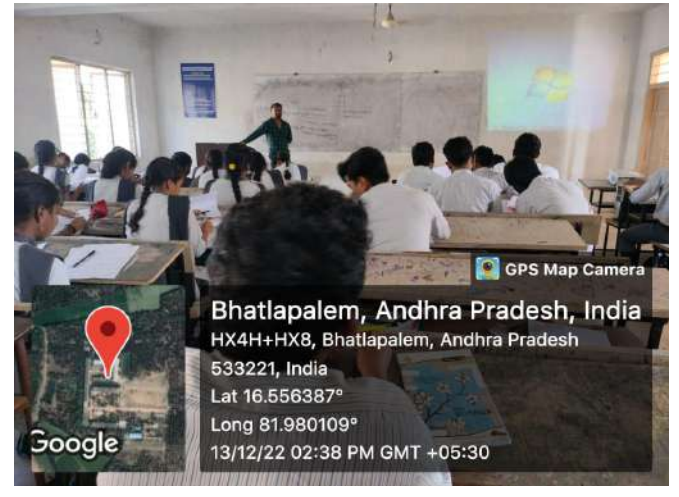 GPS Map Camera
Bhatlapalem, Andhra Pradesh, India
HX4H+HX8, Bhatlapalem, Andhra Pradesh
533221, India
Lat 16.556387°
Long 81.980109°
13/12/22 02:38 PM GMT +05:30
Google